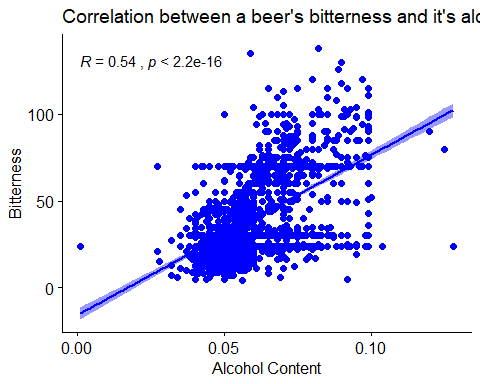 Correlation between a beer's bitterness and it's
R = 0.54 , p < 2.2e-16
Bitterness
100
50
0
0.00 0.05 0.10
Alcohol Content